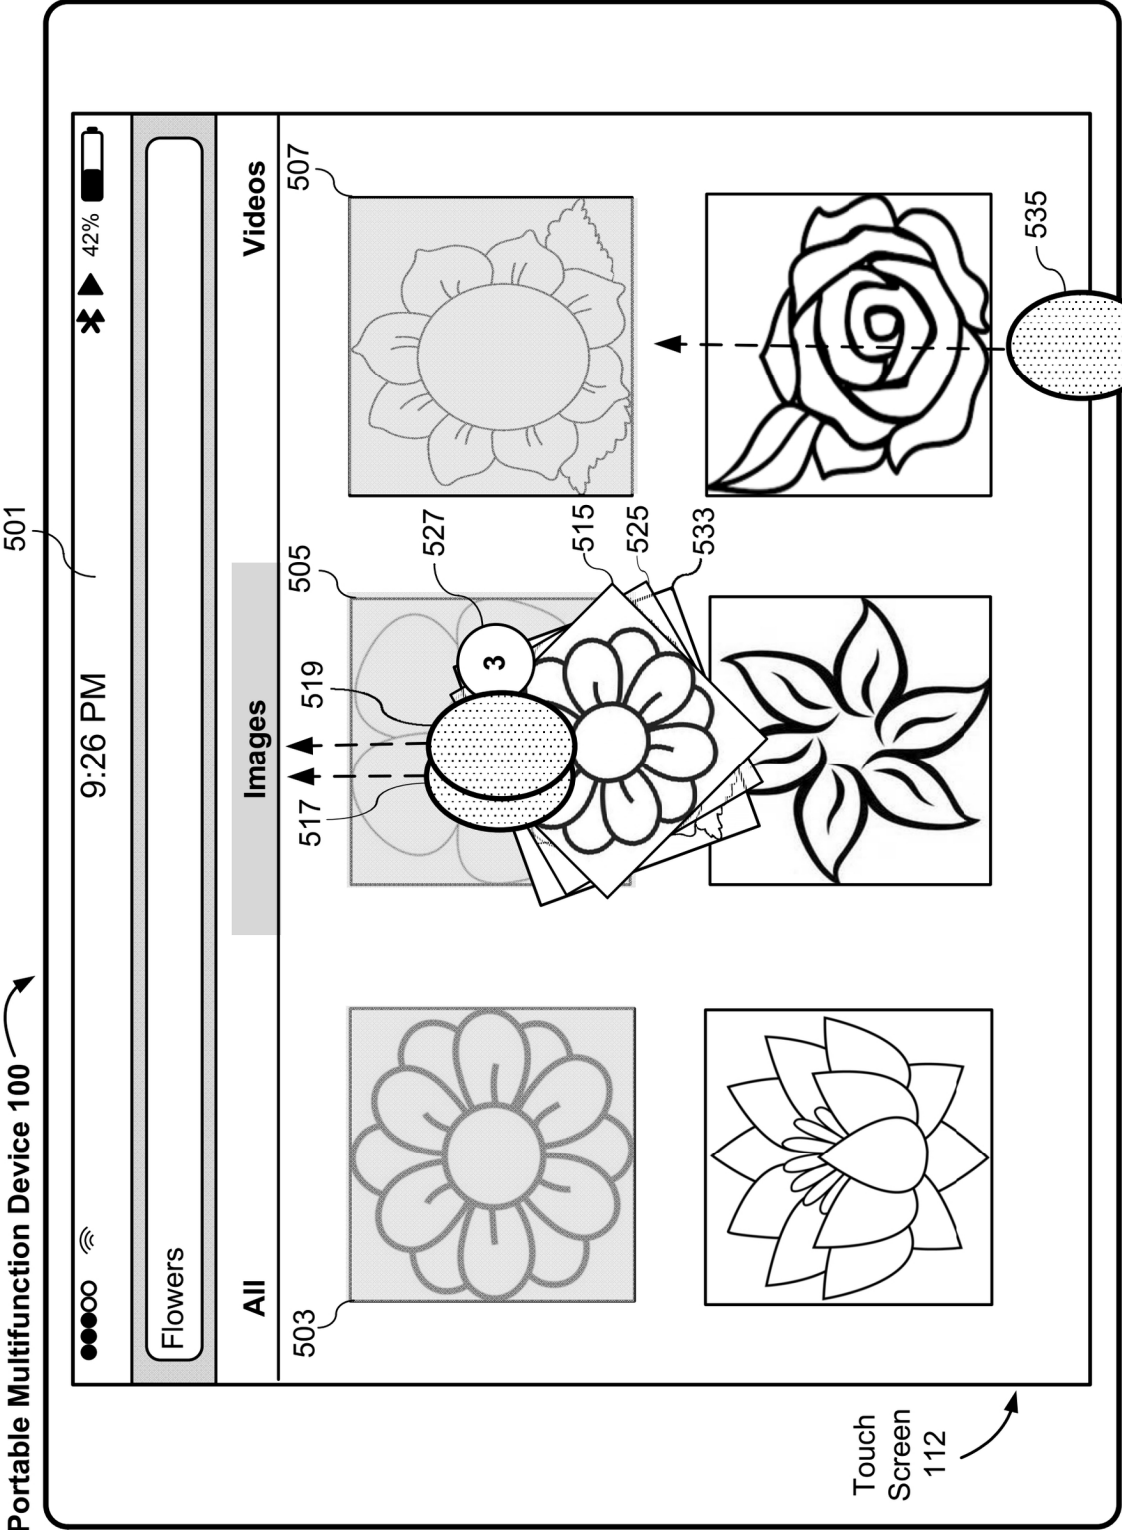 Portable Multifunction Device 100
501
9:26 PM
42%
Flowers
All
Images
Videos
503
505
507
517
519
527
3
515
525
533
535
Touch
Screen
112